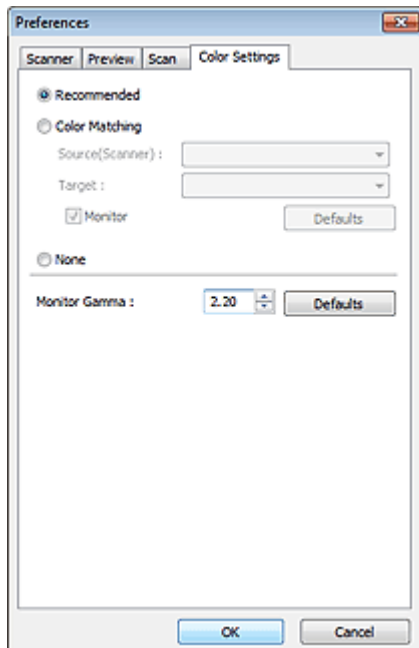 Preferences
Scanner Preview Scan Color Settings
Recommended
Color Matching
Source(Scanner) :
Target :
Monitor Defaults
None
Monitor Gamma : 2.20 Defaults
OK Cancel